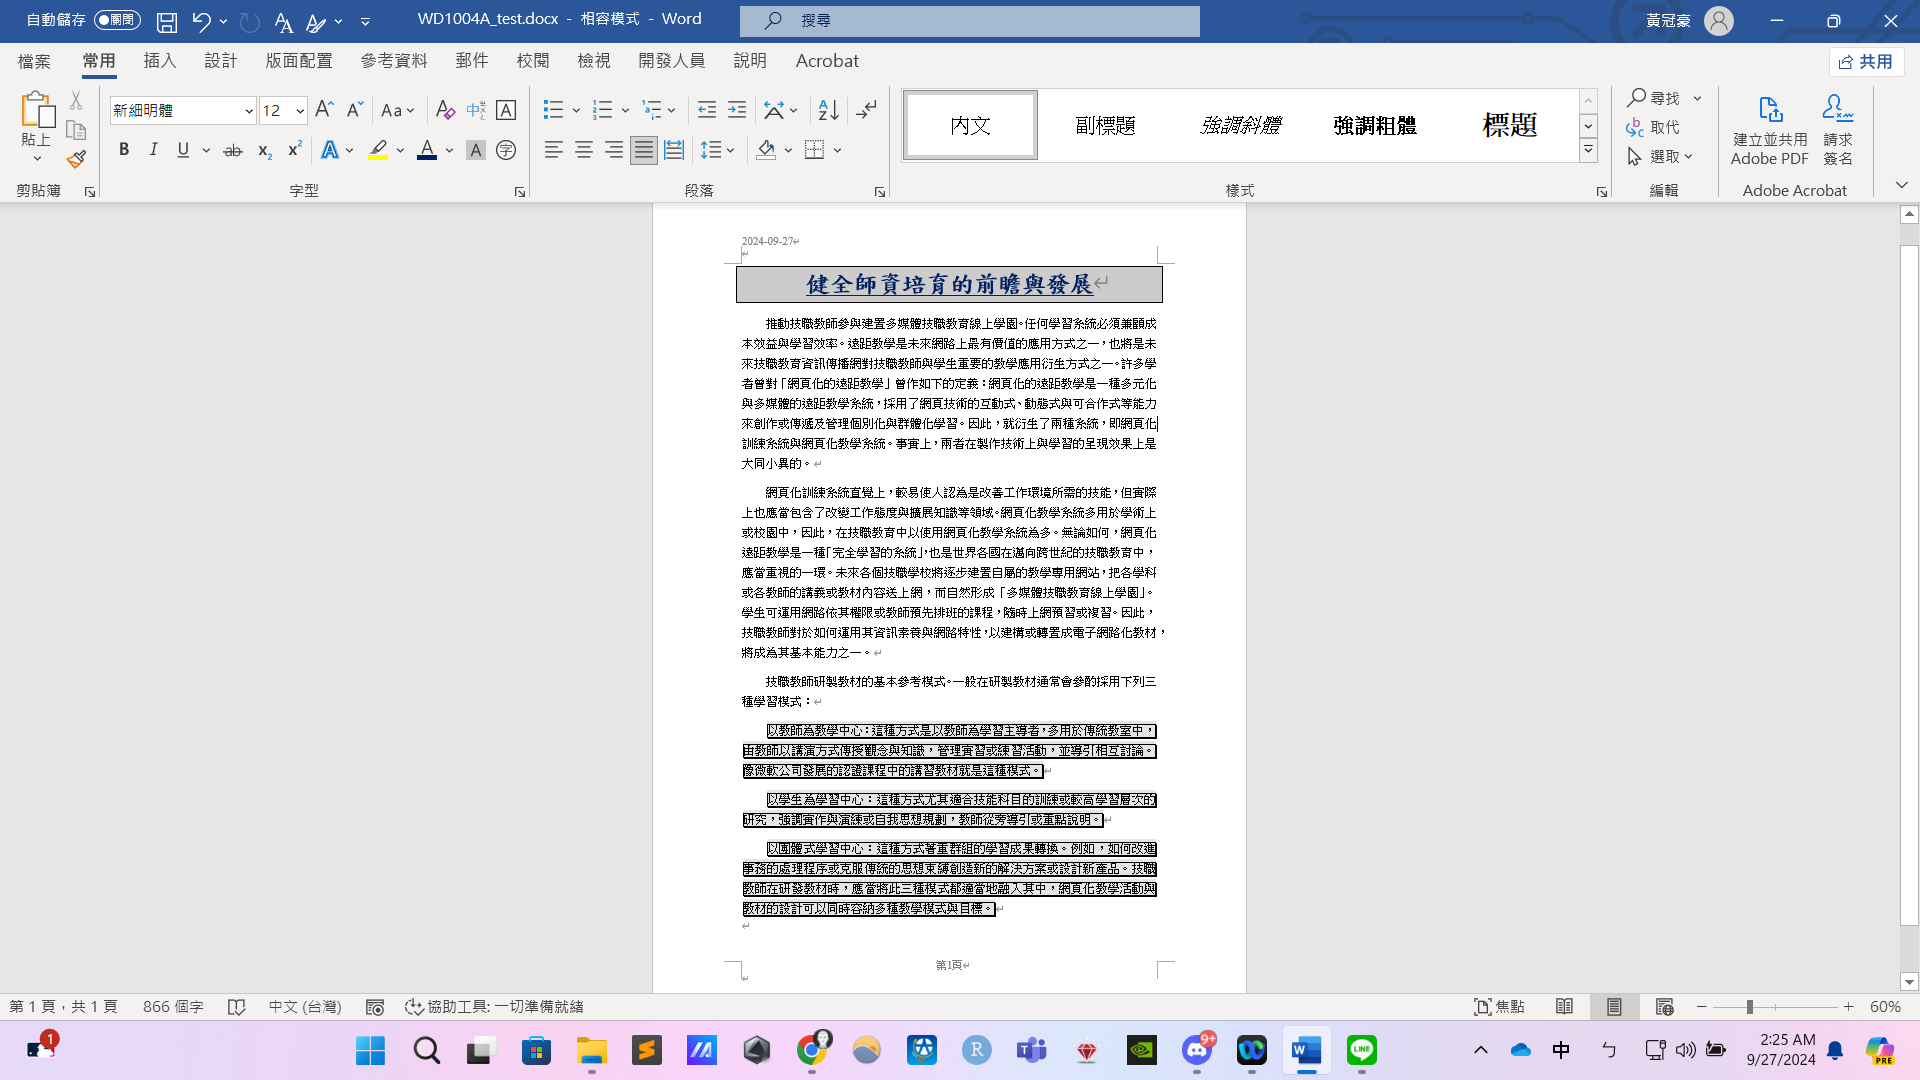 自動儲存 關閉 WD1004A_test.docx - 相容模式 - Word 搜尋 黃冠豪
檔案 常用 插入 設計 版面配置 參考資料 郵件 校閱 檢視 開發人員 說明 Acrobat 共用
新細明體 12 Aa
內文 副標題 強調斜體 強調粗體 標題
尋找
取代
選取
貼上
建立並共用 Adobe PDF
請求 簽名
剪貼簿 字型 段落 樣式 編輯 Adobe Acrobat
2024-09-27
健全師資培育的前瞻與發展
推動技職教師參與建置多媒體技職教育線上學園。任何學習系統必須兼顧成
本效益與學習效率。遠距教學是未來網路上最有價值的應用方式之一，也將是未
來技職教育資訊傳播網對技職教師與學生重要的教學應用衍生方式之一。許多學
者曾對「網頁化的遠距教學」曾作如下的定義：網頁化的遠距教學是一種多元化
與多媒體的遠距教學系統，採用了網頁技術的互動式、動態式與可合作式等能力
來創作或傳遞及管理個別化與群體化學習。因此，就衍生了兩種系統，即網頁化
訓練系統與網頁化教學系統。事實上，兩者在製作技術上與學習的呈現效果上是
大同小異的。
網頁化訓練系統直覺上，較易使人認為是改善工作環境所需的技能，但實際
上也應當包含了改變工作態度與擴展知識等領域。網頁化教學系統多用於學術上
或校園中，因此，在技職教育中以使用網頁化教學系統為多。無論如何，網頁化
遠距教學是一種「完全學習的系統」，也是世界各國在邁向跨世紀的技職教育中，
應當重視的一環。未來各個技職學校將逐步建置自屬的教學專用網站，把各學科
或各教師的講義或教材內容送上網，而自然形成「多媒體技職教育線上學園」。
學生可運用網路依其權限或教師預先排班的課程，隨時上網預習或複習。因此，
技職教師對於如何運用其資訊素養與網路特性，以建構或轉置成電子網路化教材，
將成為其基本能力之一。
技職教師研製教材的基本參考模式。一般在研製教材通常會參酌採用下列三
種學習模式：
以教師為教學中心：這種方式是以教師為學習主導者，多用於傳統教室中，
由教師以講演方式傳授觀念與知識，管理實習或練習活動，並導引相互討論。
像微軟公司發展的認證課程中的講習教材就是這種模式。
以學生為學習中心：這種方式尤其適合技能科目的訓練或較高學習層次的
研究，強調實作與演練或自我思想規劃，教師從旁導引或重點說明。
以團體式學習中心：這種方式著重群組的學習成果轉換。例如，如何改進
事務的處理程序或克服傳統的思想束縛創造新的解決方案或設計新產品。技職
教師在研發教材時，應當將此三種模式都適當地融入其中，網頁化教學活動與
教材的設計可以同時容納多種教學模式與目標。
第1頁
第 1 頁，共 1 頁 866 個字 中文 (台灣) 協助工具: 一切準備就緒 焦點 60%
1 9+ 中 ㄅ 2:25 AM
9/27/2024 PRE